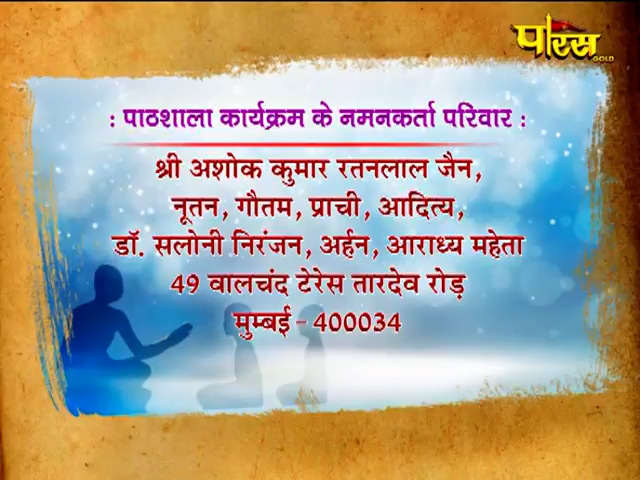 पारस
GOLD
: पाठशाला कार्यक्रम के नमनकर्ता परिवार :
श्री अशोक कुमार रतनलाल जैन,
नूतन, गौतम, प्राची, आदित्य,
डॉ. सलोनी निरंजन, अर्हन, आराध्य महेता
49 वालचंद टेरेस तारदेव रोड़
मुम्बई - 400034